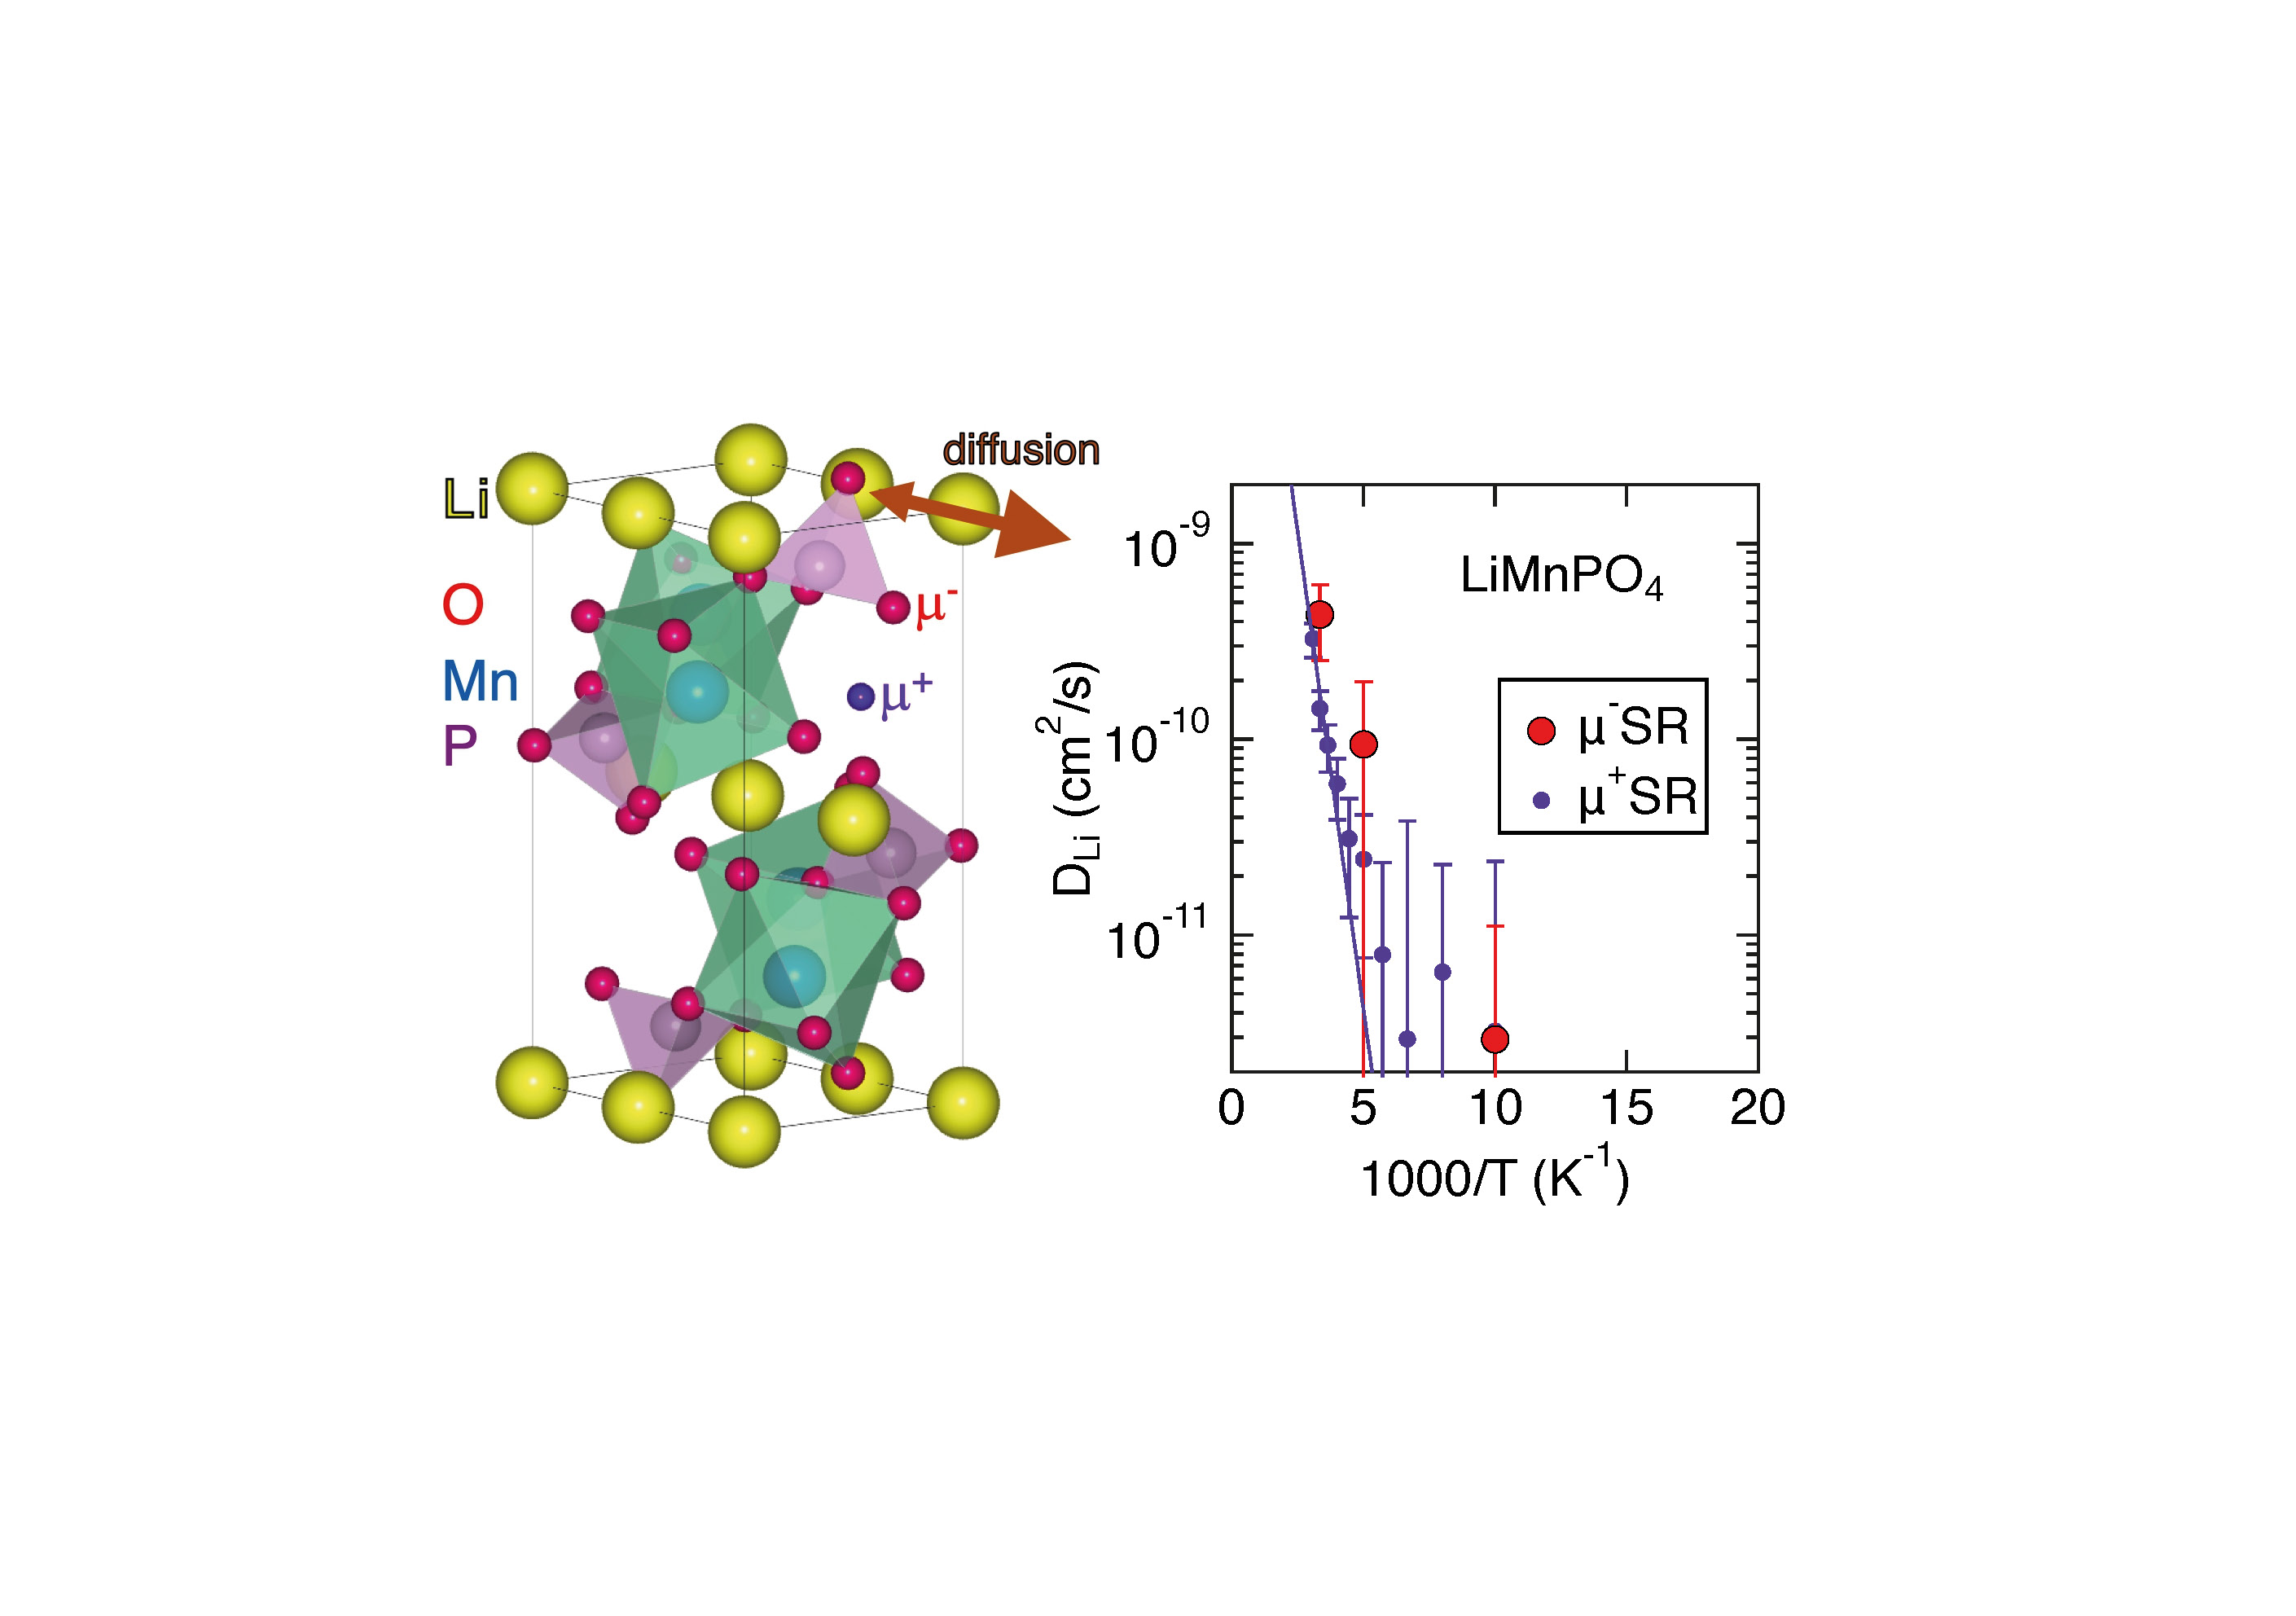 diffusion
Li
O
Mn
P
μ⁻
μ⁺
LiMnPO₄
μ⁻SR
μ⁺SR
10⁻⁹
10⁻¹⁰
10⁻¹¹
D_Li (cm²/s)
0 5 10 15 20
1000/T (K⁻¹)